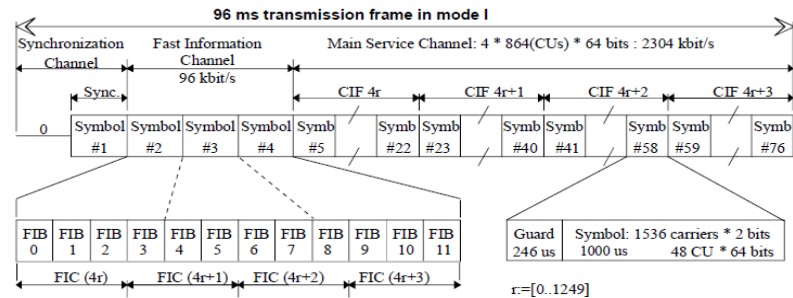 96 ms transmission frame in mode I
Synchronization Channel
Fast Information Channel
96 kbit/s
Main Service Channel: 4 * 864(CUs) * 64 bits : 2304 kbit/s
Sync.
CIF 4r
CIF 4r+1
CIF 4r+2
CIF 4r+3
0
Symbol #1
Symbol #2
Symbol #3
Symbol #4
Symb #5
Symb #22
Symb #23
Symb #40
Symb #41
Symb #58
Symb #59
Symb #76
FIB 0
FIB 1
FIB 2
FIB 3
FIB 4
FIB 5
FIB 6
FIB 7
FIB 8
FIB 9
FIB 10
FIB 11
FIC (4r)
FIC (4r+1)
FIC (4r+2)
FIC (4r+3)
Guard 246 us
Symbol: 1536 carriers * 2 bits
1000 us 48 CU * 64 bits
r:=[0..1249]